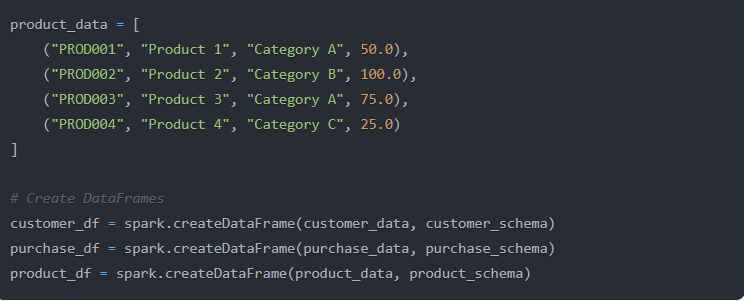 product_data = [
    ("PROD001", "Product 1", "Category A", 50.0),
    ("PROD002", "Product 2", "Category B", 100.0),
    ("PROD003", "Product 3", "Category A", 75.0),
    ("PROD004", "Product 4", "Category C", 25.0)
]

# Create DataFrames
customer_df = spark.createDataFrame(customer_data, customer_schema)
purchase_df = spark.createDataFrame(purchase_data, purchase_schema)
product_df = spark.createDataFrame(product_data, product_schema)